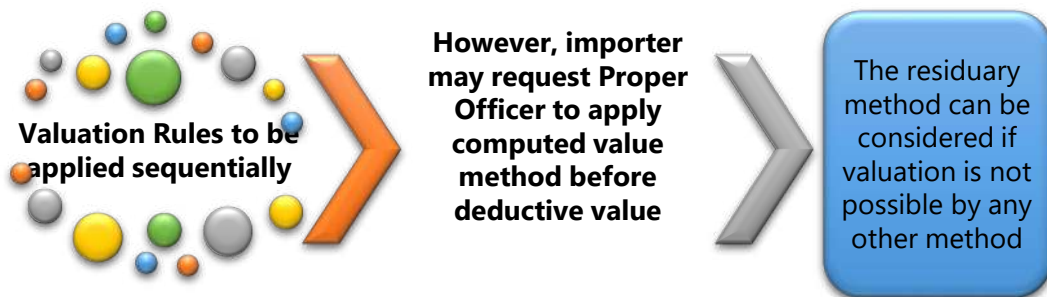 Valuation Rules to be
applied sequentially
However, importer
may request Proper
Officer to apply
computed value
method before
deductive value
The residuary
method can be
considered if
valuation is not
possible by any
other method